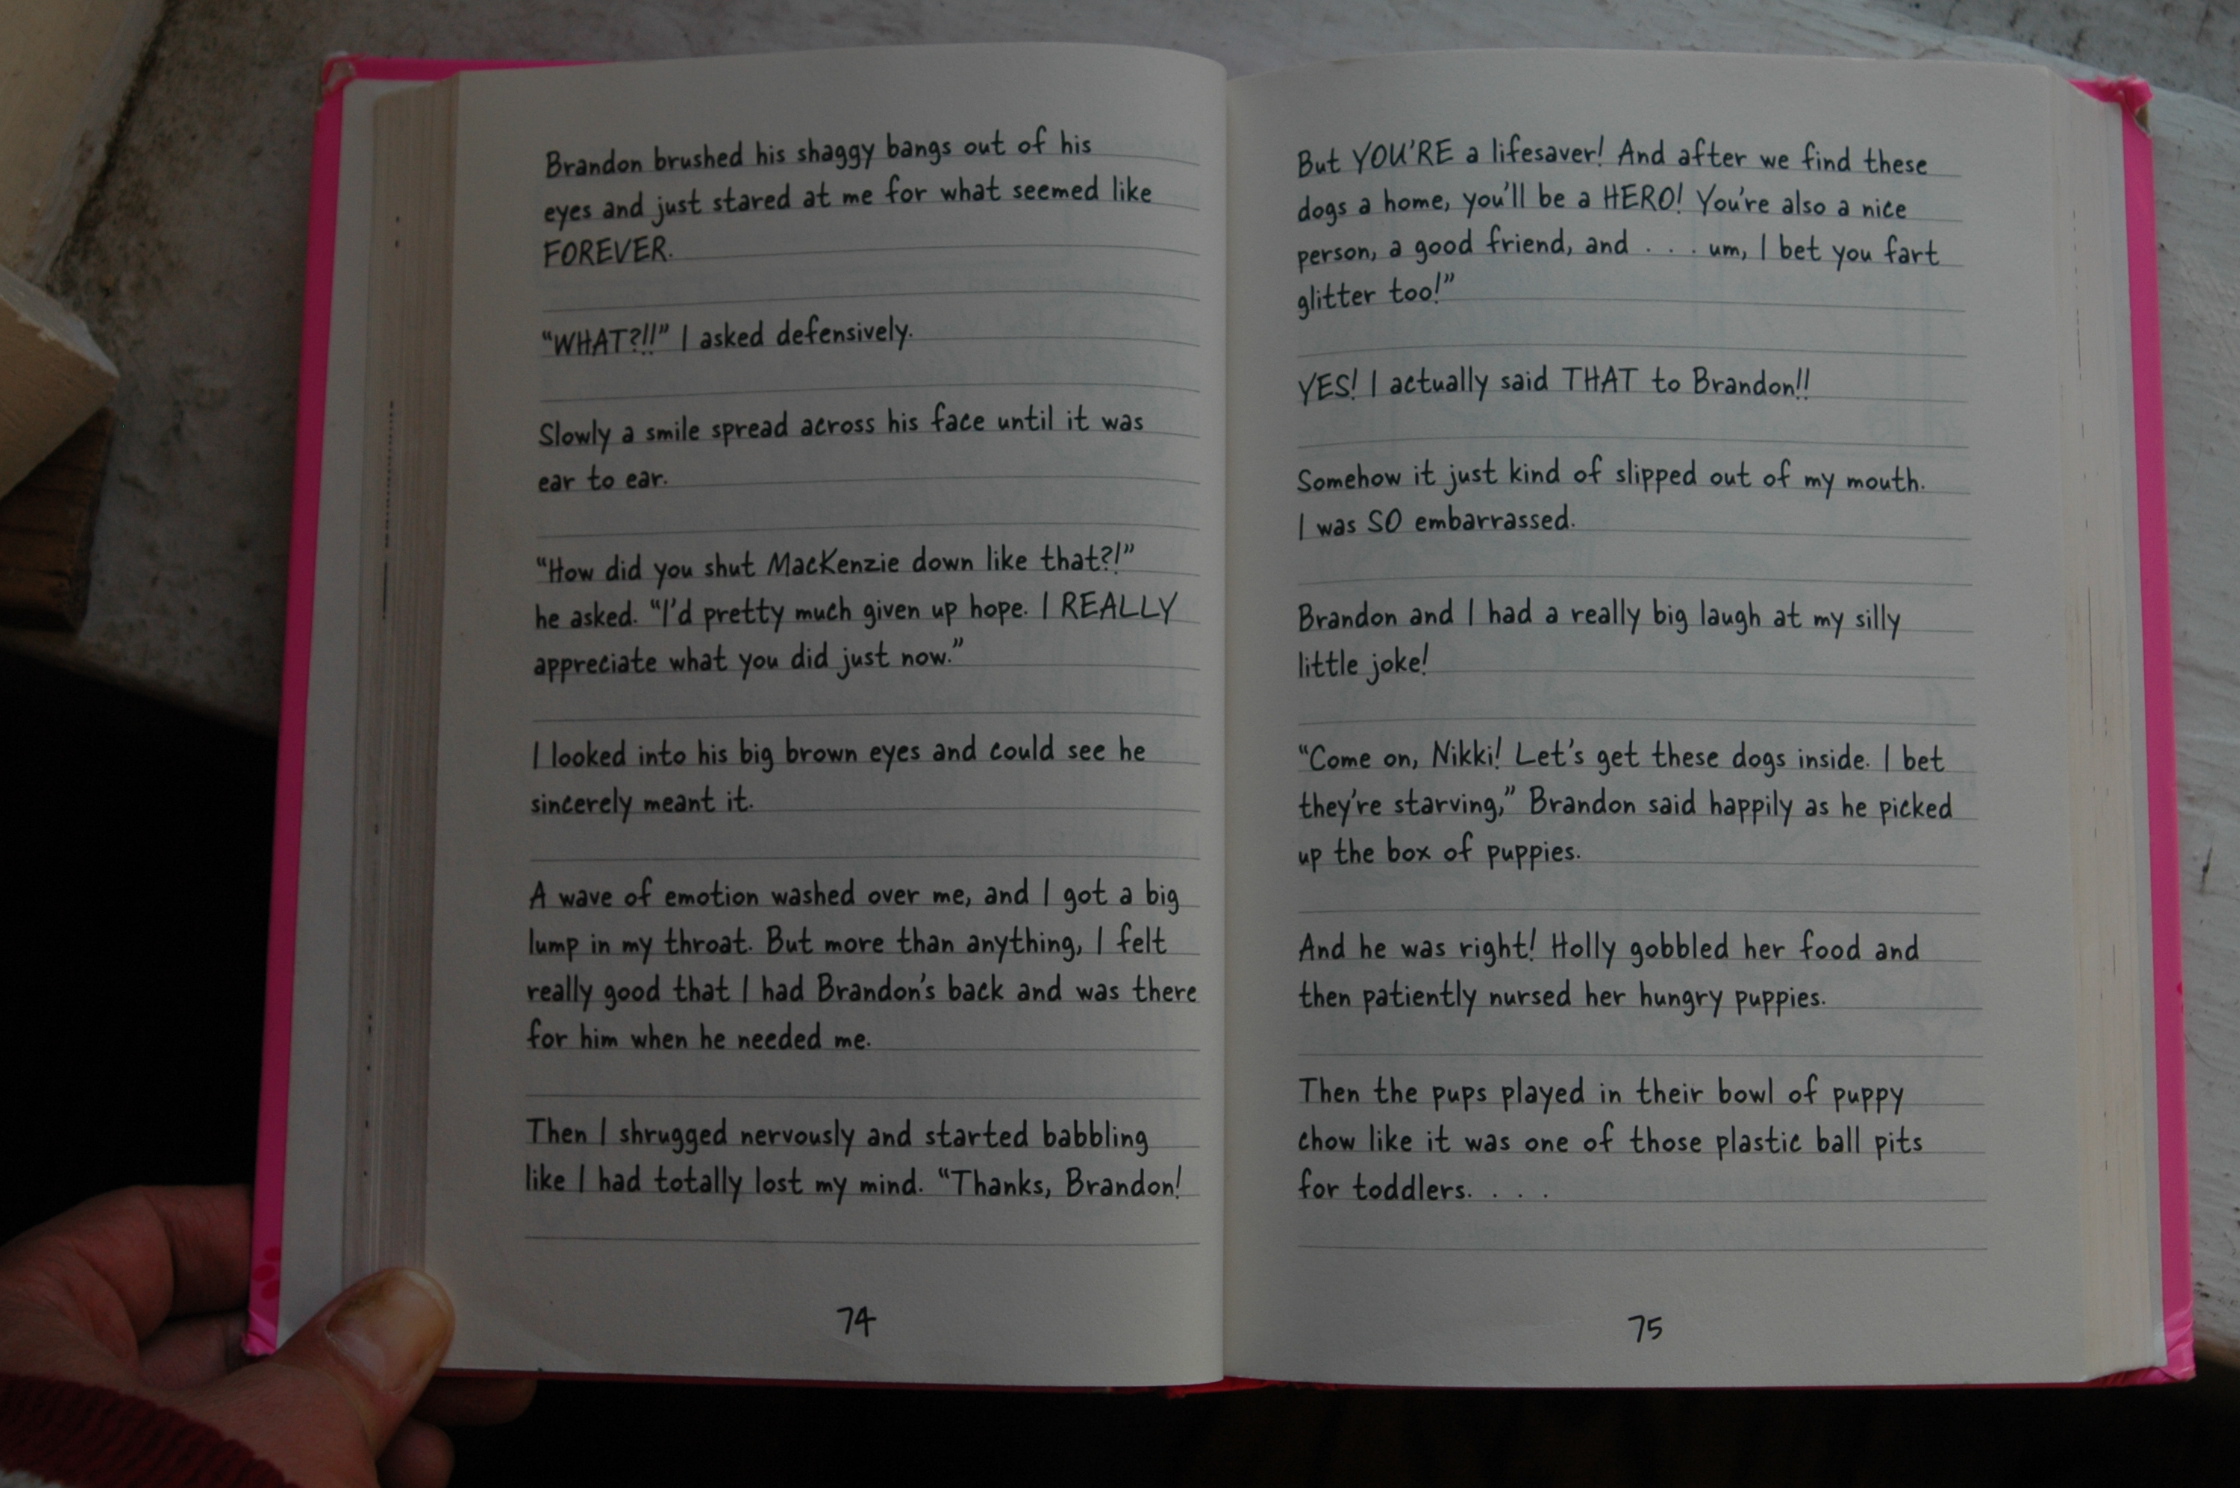 Brandon brushed his shaggy bangs out of his
eyes and just stared at me for what seemed like
FOREVER.
“WHAT?!!” I asked defensively.
Slowly a smile spread across his face until it was
ear to ear.
“How did you shut MacKenzie down like that?!”
he asked. “I’d pretty much given up hope. I REALLY
appreciate what you did just now.”
I looked into his big brown eyes and could see he
sincerely meant it.
A wave of emotion washed over me, and I got a big
lump in my throat. But more than anything, I felt
really good that I had Brandon’s back and was there
for him when he needed me.
Then I shrugged nervously and started babbling
like I had totally lost my mind. “Thanks, Brandon!
74
But YOU’RE a lifesaver! And after we find these
dogs a home, you’ll be a HERO! You’re also a nice
person, a good friend, and . . . um, I bet you fart
glitter too!”
YES! I actually said THAT to Brandon!!
Somehow it just kind of slipped out of my mouth.
I was SO embarrassed.
Brandon and I had a really big laugh at my silly
little joke!
“Come on, Nikki! Let’s get these dogs inside. I bet
they’re starving,” Brandon said happily as he picked
up the box of puppies.
And he was right! Holly gobbled her food and
then patiently nursed her hungry puppies.
Then the pups played in their bowl of puppy
chow like it was one of those plastic ball pits
for toddlers. . . .
75